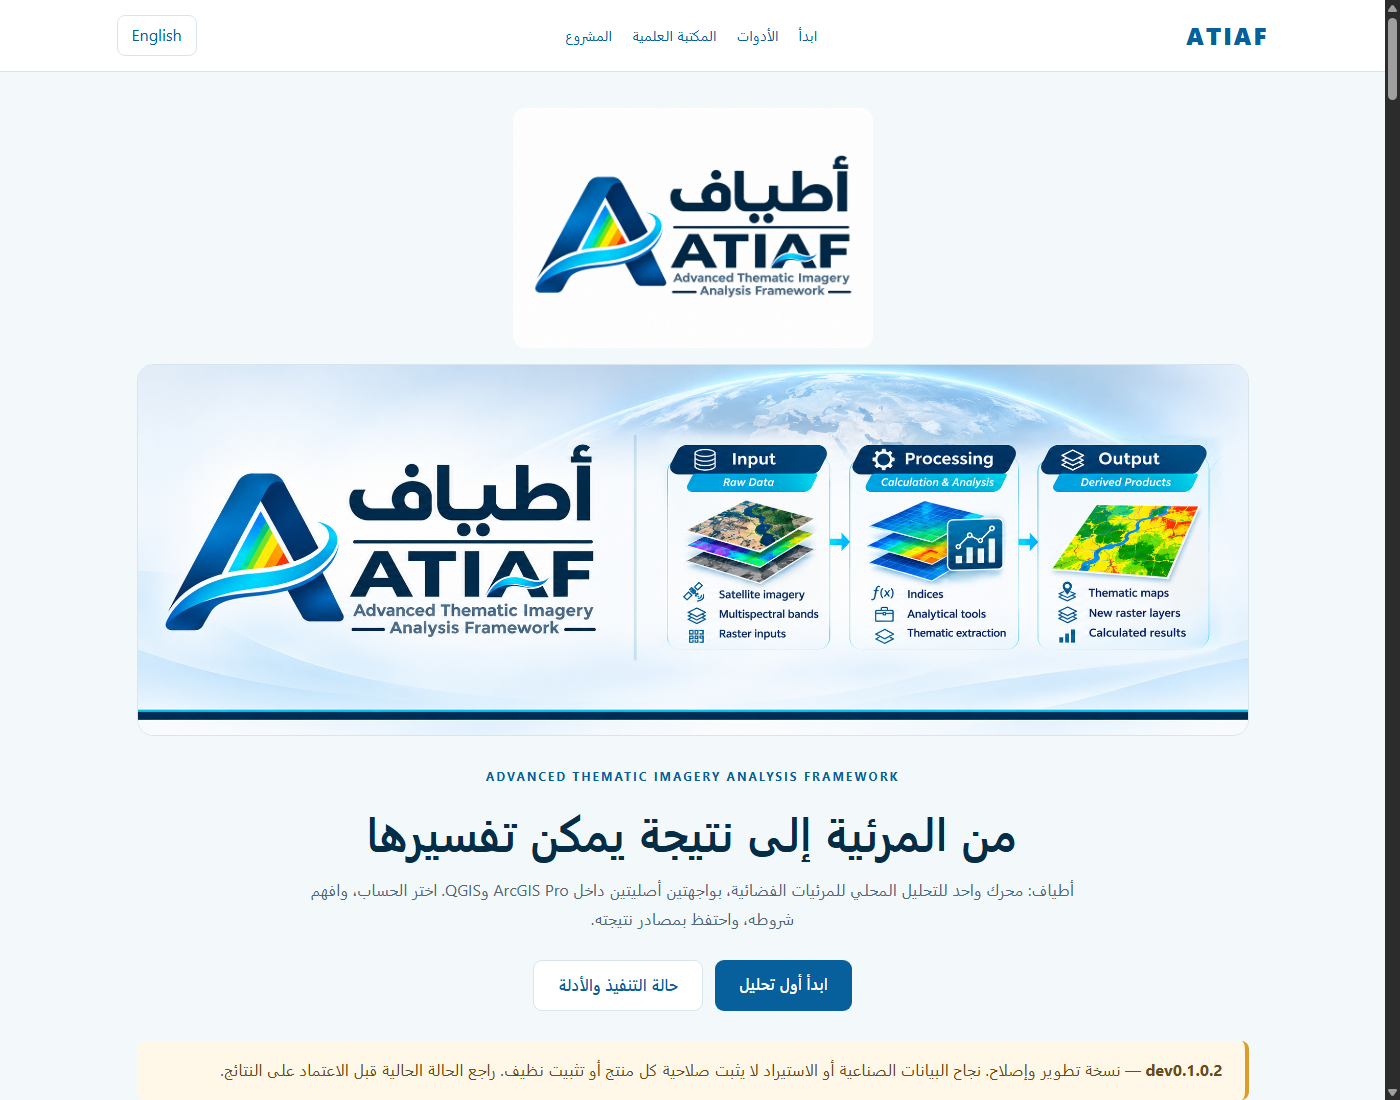 ATIAF
ابدأ
الأدوات
المكتبة العلمية
المشروع
English
أطياف
ATIAF
Advanced Thematic Imagery
Analysis Framework
أطياف
ATIAF
Advanced Thematic Imagery
Analysis Framework
Input
Raw Data
Satellite imagery
Multispectral bands
Raster inputs
Processing
Calculation & Analysis
f(x)
Indices
Analytical tools
Thematic extraction
Output
Derived Products
Thematic maps
New raster layers
Calculated results
ADVANCED THEMATIC IMAGERY ANALYSIS FRAMEWORK
من المرئية إلى نتيجة يمكن تفسيرها
أطياف: محرك واحد للتحليل المحلي للمرئيات الفضائية، بواجهتين أصليتين داخل ArcGIS Pro وQGIS. اختر الحساب، وافهم
شروطه، واحتفظ بمصادر نتيجته.
ابدأ أول تحليل
حالة التنفيذ والأدلة
dev0.1.0.2 — نسخة تطوير وإصلاح. نجاح البيانات الصناعية أو الاستيراد لا يثبت صلاحية كل منتج أو تثبيت نظيف. راجع الحالة الحالية قبل الاعتماد على النتائج.